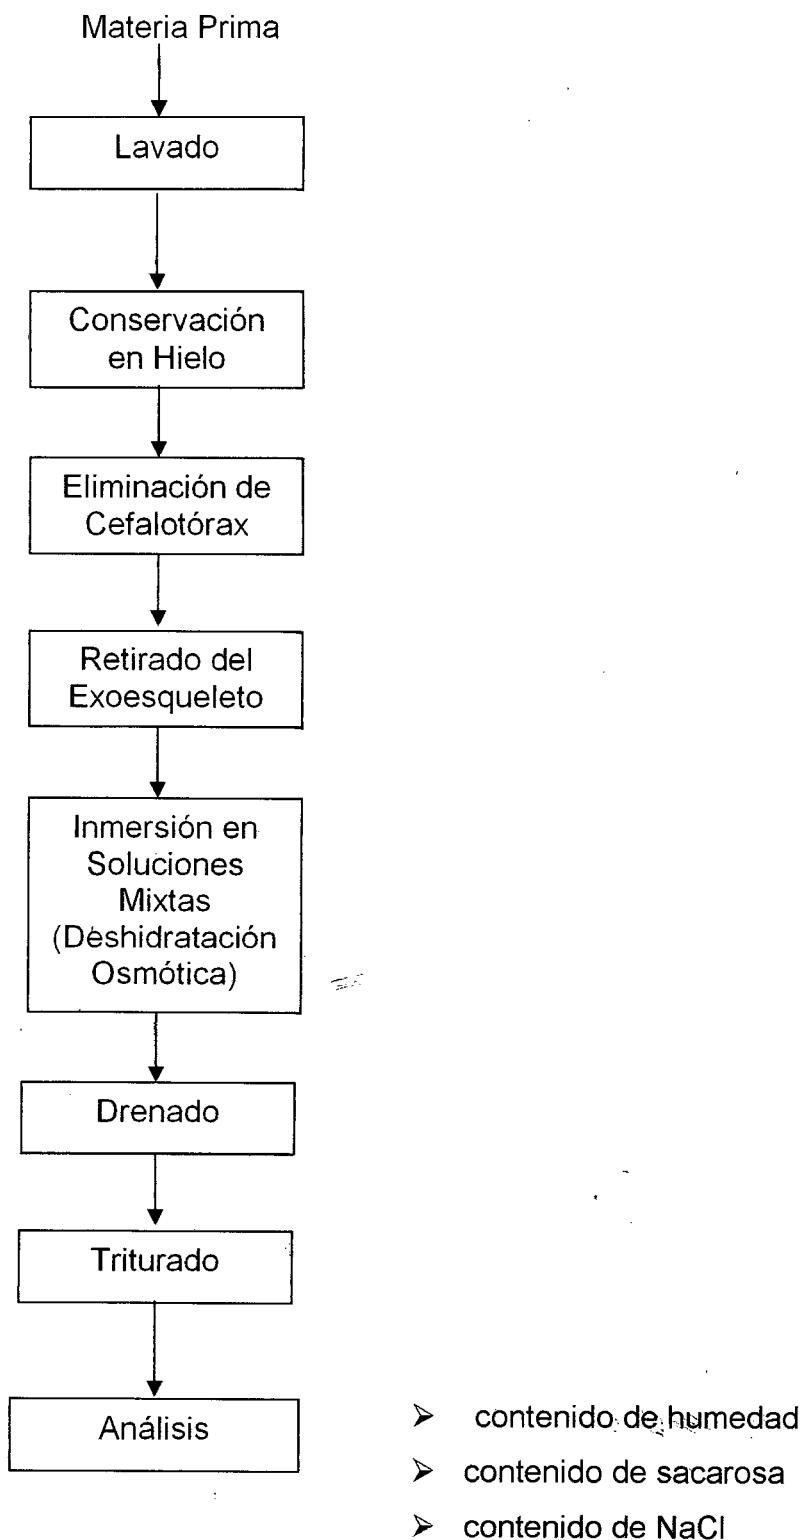 Materia Prima
Lavado
Conservación
en Hielo
Eliminación de
Cefalotórax
Retirado del
Exoesqueleto
Inmersión en
Soluciones
Mixtas
(Deshidratación
Osmótica)
Drenado
Triturado
Análisis
➢ contenido de humedad
➢ contenido de sacarosa
➢ contenido de NaCl